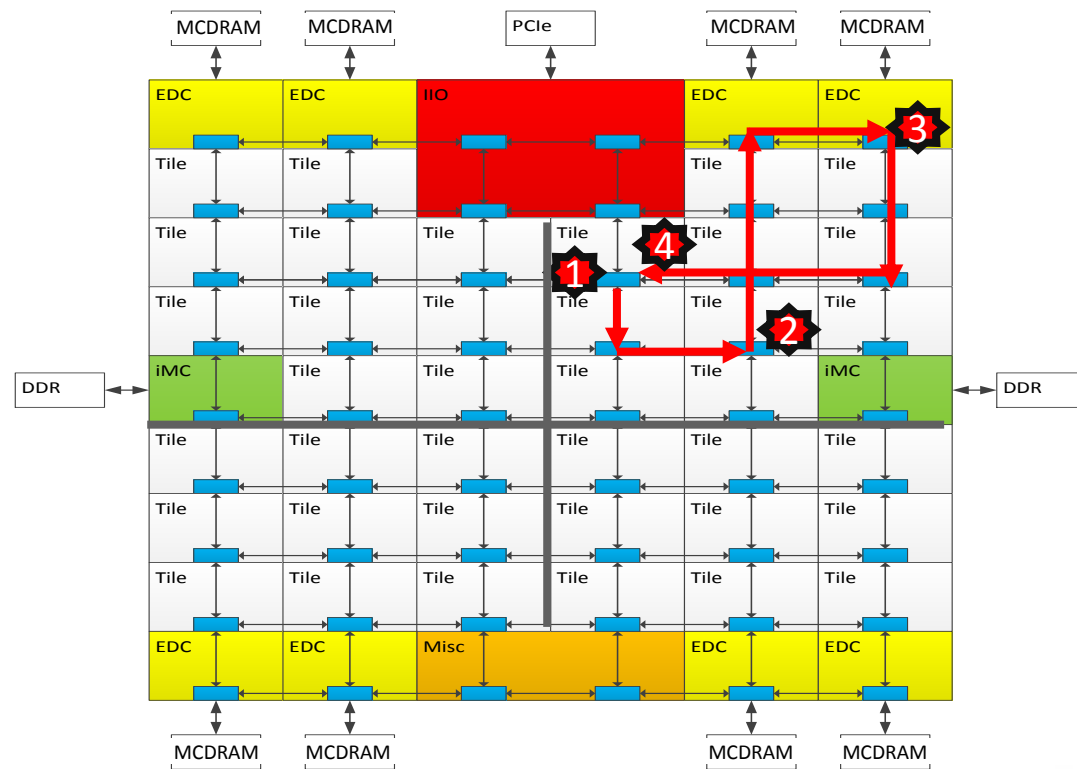 MCDRAM MCDRAM PCIe MCDRAM MCDRAM
EDC EDC IIO EDC EDC
3
Tile Tile Tile Tile
Tile Tile Tile Tile Tile Tile
4
1
Tile Tile Tile Tile Tile Tile
2
DDR iMC Tile Tile Tile Tile iMC DDR
Tile Tile Tile Tile Tile Tile
Tile Tile Tile Tile Tile Tile
Tile Tile Tile Tile Tile Tile
EDC EDC Misc EDC EDC
MCDRAM MCDRAM MCDRAM MCDRAM